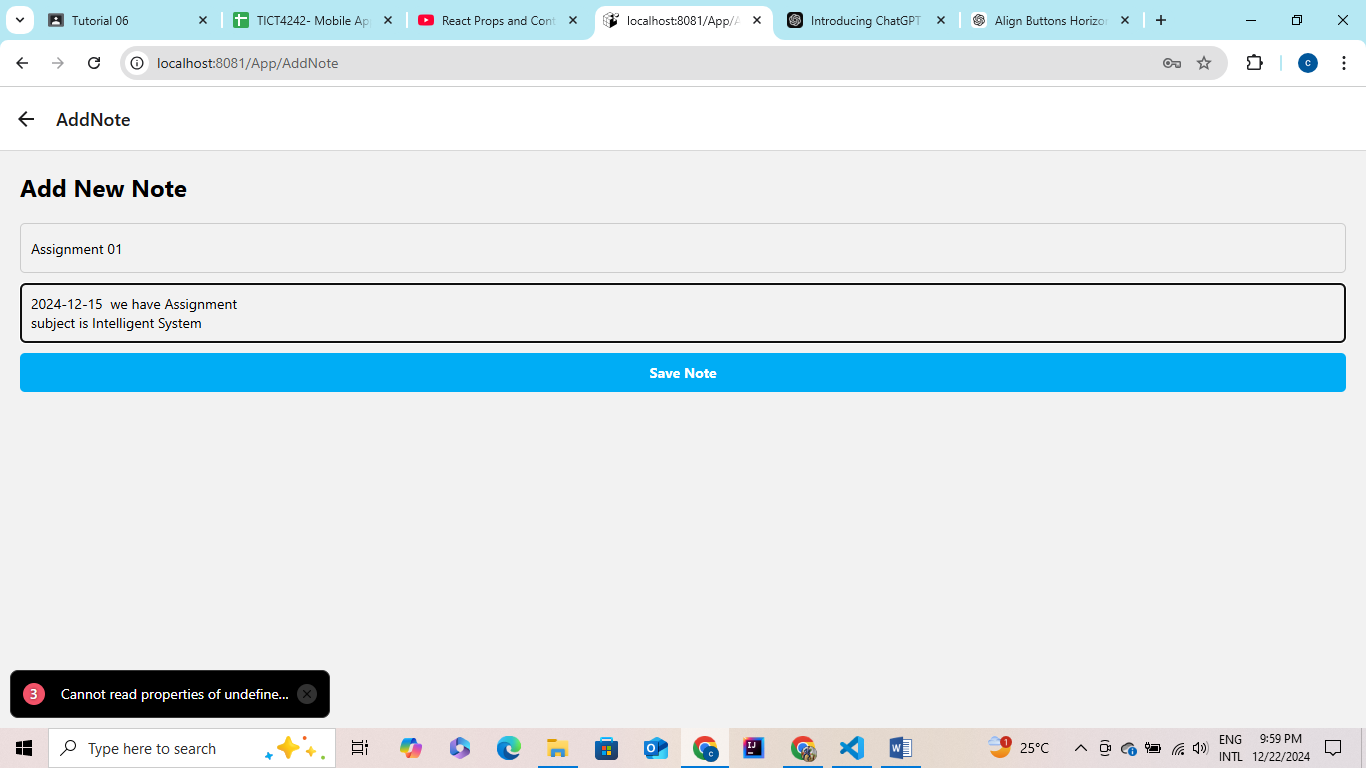 Tutorial 06
TICT4242- Mobile Ap
React Props and Cont
localhost:8081/App/A
Introducing ChatGPT
Align Buttons Horizor
localhost:8081/App/AddNote
c
AddNote
Add New Note
Assignment 01
2024-12-15 we have Assignment
subject is Intelligent System
Save Note
3 Cannot read properties of undefine...
Type here to search
1
25°C
ENG
INTL
9:59 PM
12/22/2024